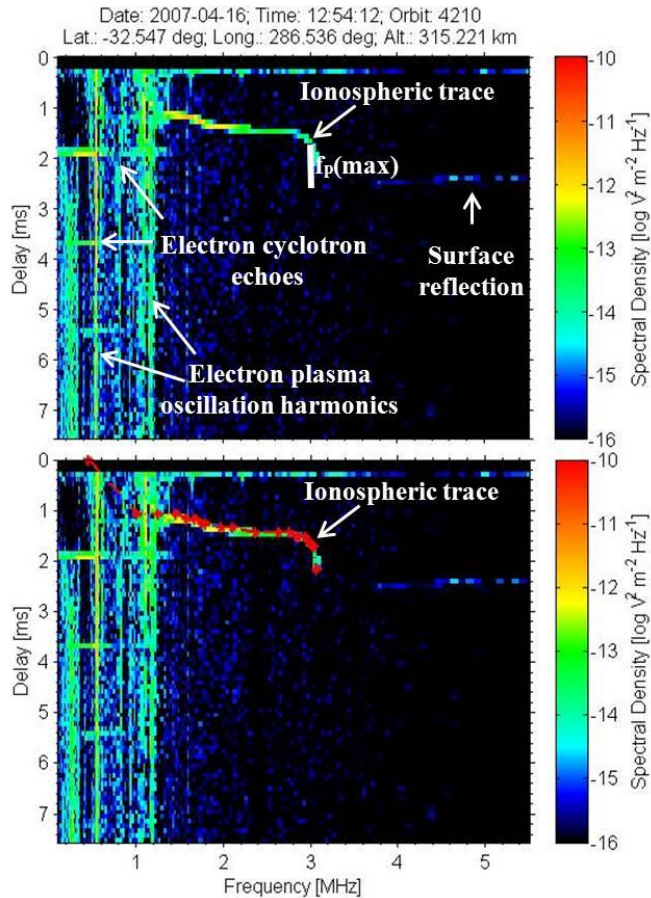 Date: 2007-04-16; Time: 12:54:12; Orbit: 4210
Lat.: -32.547 deg; Long.: 286.536 deg; Alt.: 315.221 km
0
1
2
3
4
5
6
7
Delay [ms]
Ionospheric trace
fp(max)
Electron cyclotron
echoes
Surface
reflection
Electron plasma
oscillation harmonics
-10
-11
-12
-13
-14
-15
-16
Spectral Density [log V² m⁻² Hz⁻¹]
0
1
2
3
4
5
6
7
Delay [ms]
Ionospheric trace
1
2
3
4
5
Frequency [MHz]
-10
-11
-12
-13
-14
-15
-16
Spectral Density [log V² m⁻² Hz⁻¹]